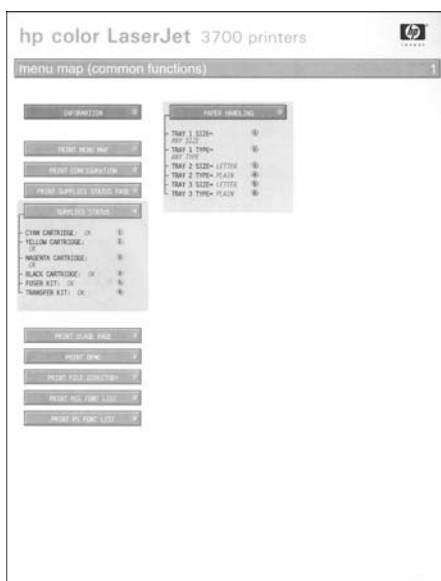 hp color LaserJet 3700 printers
hp
invent
menu map (common functions)
1
INFORMATION
PRINT MENU MAP
PRINT CONFIGURATION
PRINT SUPPLIES STATUS PAGE
SUPPLIES STATUS
CYAN CARTRIDGE: OK
YELLOW CARTRIDGE:
OK
MAGENTA CARTRIDGE:
OK
BLACK CARTRIDGE: OK
FUSER KIT: OK
TRANSFER KIT: OK
PRINT USAGE PAGE
PRINT DEMO
PRINT FILE DIRECTORY
PRINT PCL FONT LIST
PRINT PS FONT LIST
PAPER HANDLING
TRAY 1 SIZE=
ANY SIZE
TRAY 1 TYPE=
ANY TYPE
TRAY 2 SIZE= LETTER
TRAY 2 TYPE= PLAIN
TRAY 3 SIZE= LETTER
TRAY 3 TYPE= PLAIN